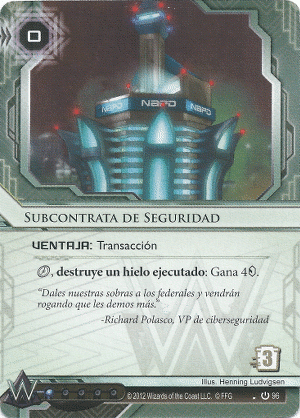 0
NAPD
NAPD
NAPD
SUBCONTRATA DE SEGURIDAD
VENTAJA: Transacción
, destruye un hielo ejecutado: Gana 4.
“Dales nuestras sobras a los federales y vendrán
rogando que les demos más.”
-Richard Polasco, VP de ciberseguridad
3
Illus. Henning Ludvigsen
W
© 2012 Wizards of the Coast LLC. © FFG
96